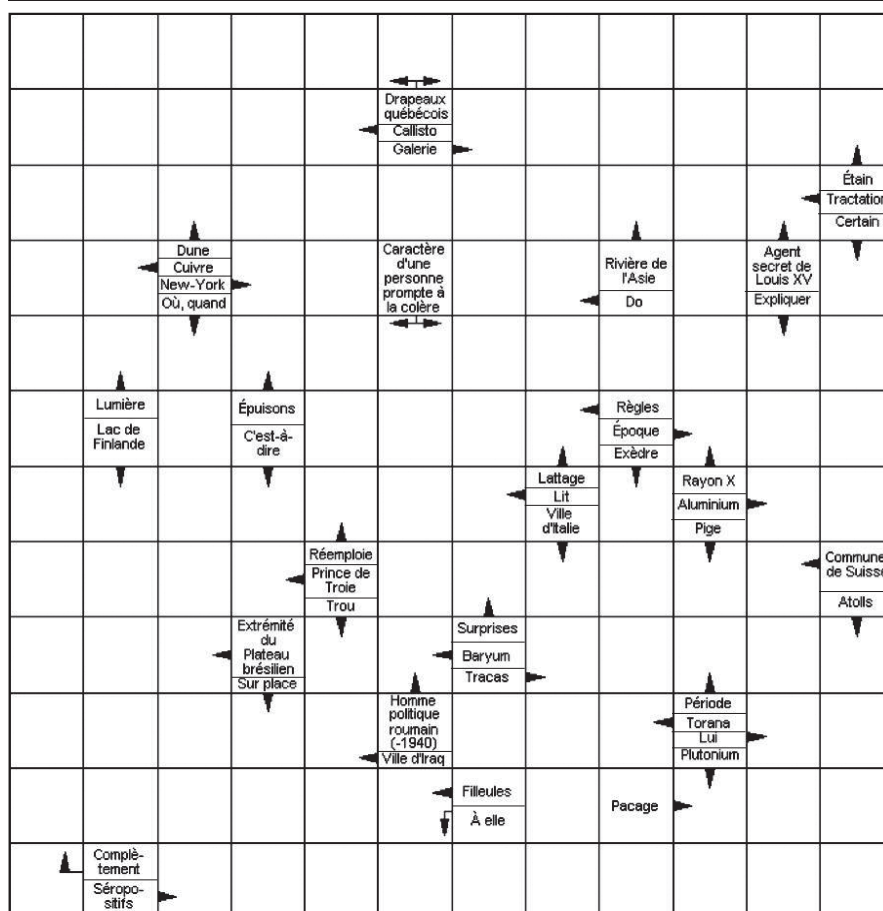 Drapeaux
québécois
Callisto
Galerie
Étain
Tractation
Certain
Dune
Cuivre
New-York
Où, quand
Caractère
d'une
personne
prompte à
la colère
Rivière de
l'Asie
Do
Agent
secret de
Louis XV
Expliquer
Lumière
Lac de
Finlande
Épuisons
C'est-à-
dire
Règles
Époque
Exèdre
Lattage
Lit
Ville
d'Italie
Rayon X
Aluminium
Pige
Réemploie
Prince de
Troie
Trou
Commune
de Suisse
Atolls
Extrémité
du
Plateau
brésilien
Sur place
Surprises
Baryum
Tracas
Homme
politique
roumain
(-1940)
Ville d'Iraq
Période
Torana
Lui
Plutonium
Filleules
À elle
Pacage
Complè-
tement
Séropo-
sitifs